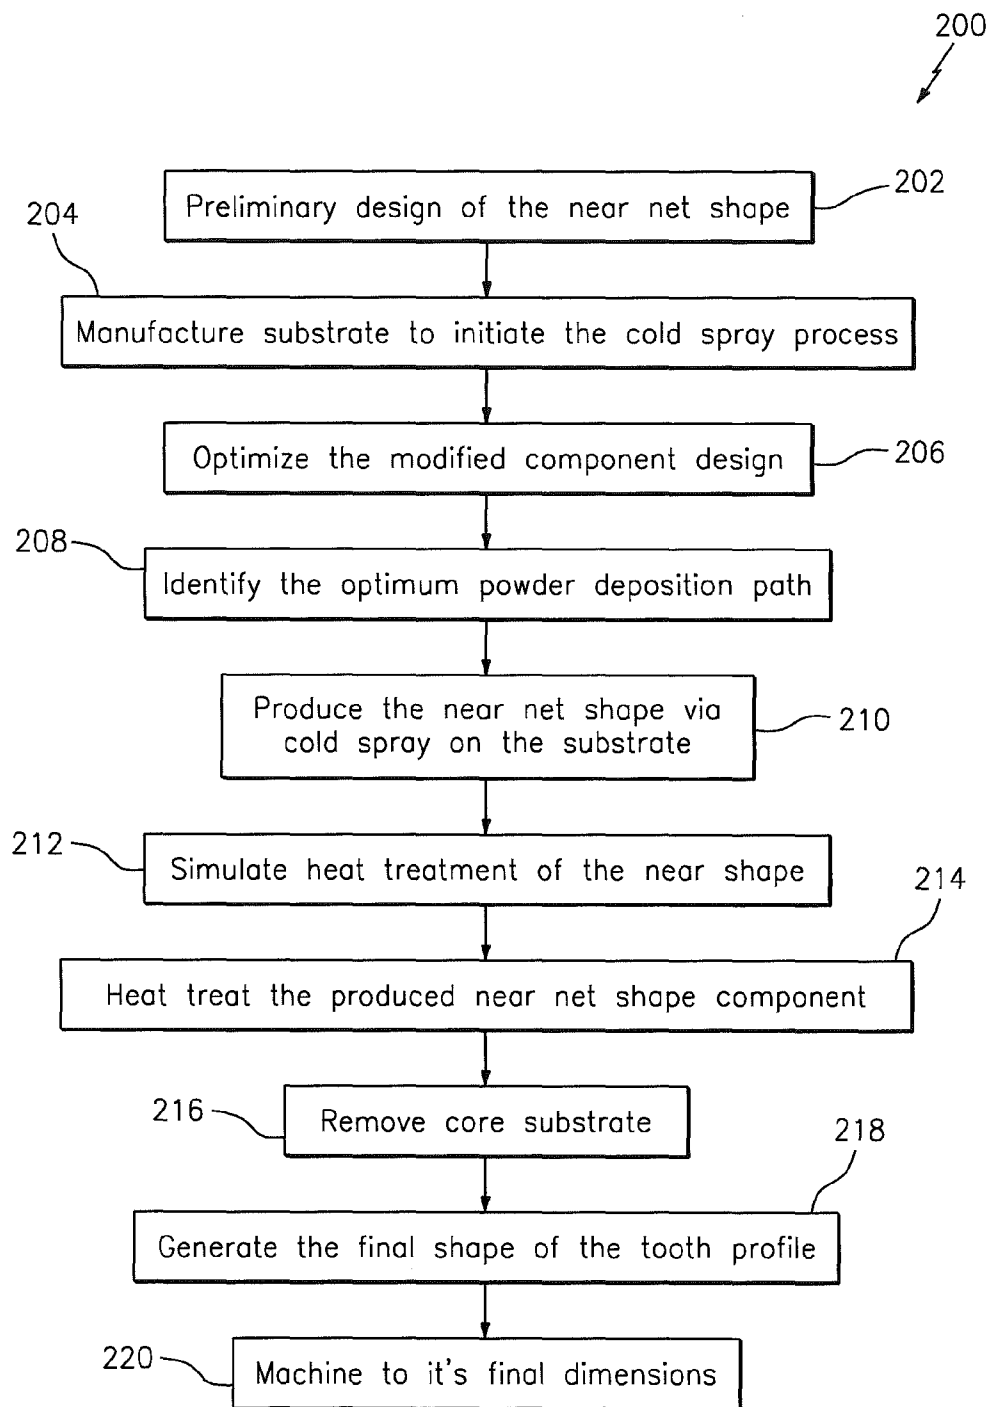 200
Preliminary design of the near net shape
202
204
Manufacture substrate to initiate the cold spray process
Optimize the modified component design
206
208
Identify the optimum powder deposition path
Produce the near net shape via
cold spray on the substrate
210
212
Simulate heat treatment of the near shape
214
Heat treat the produced near net shape component
216
Remove core substrate
218
Generate the final shape of the tooth profile
220
Machine to it's final dimensions